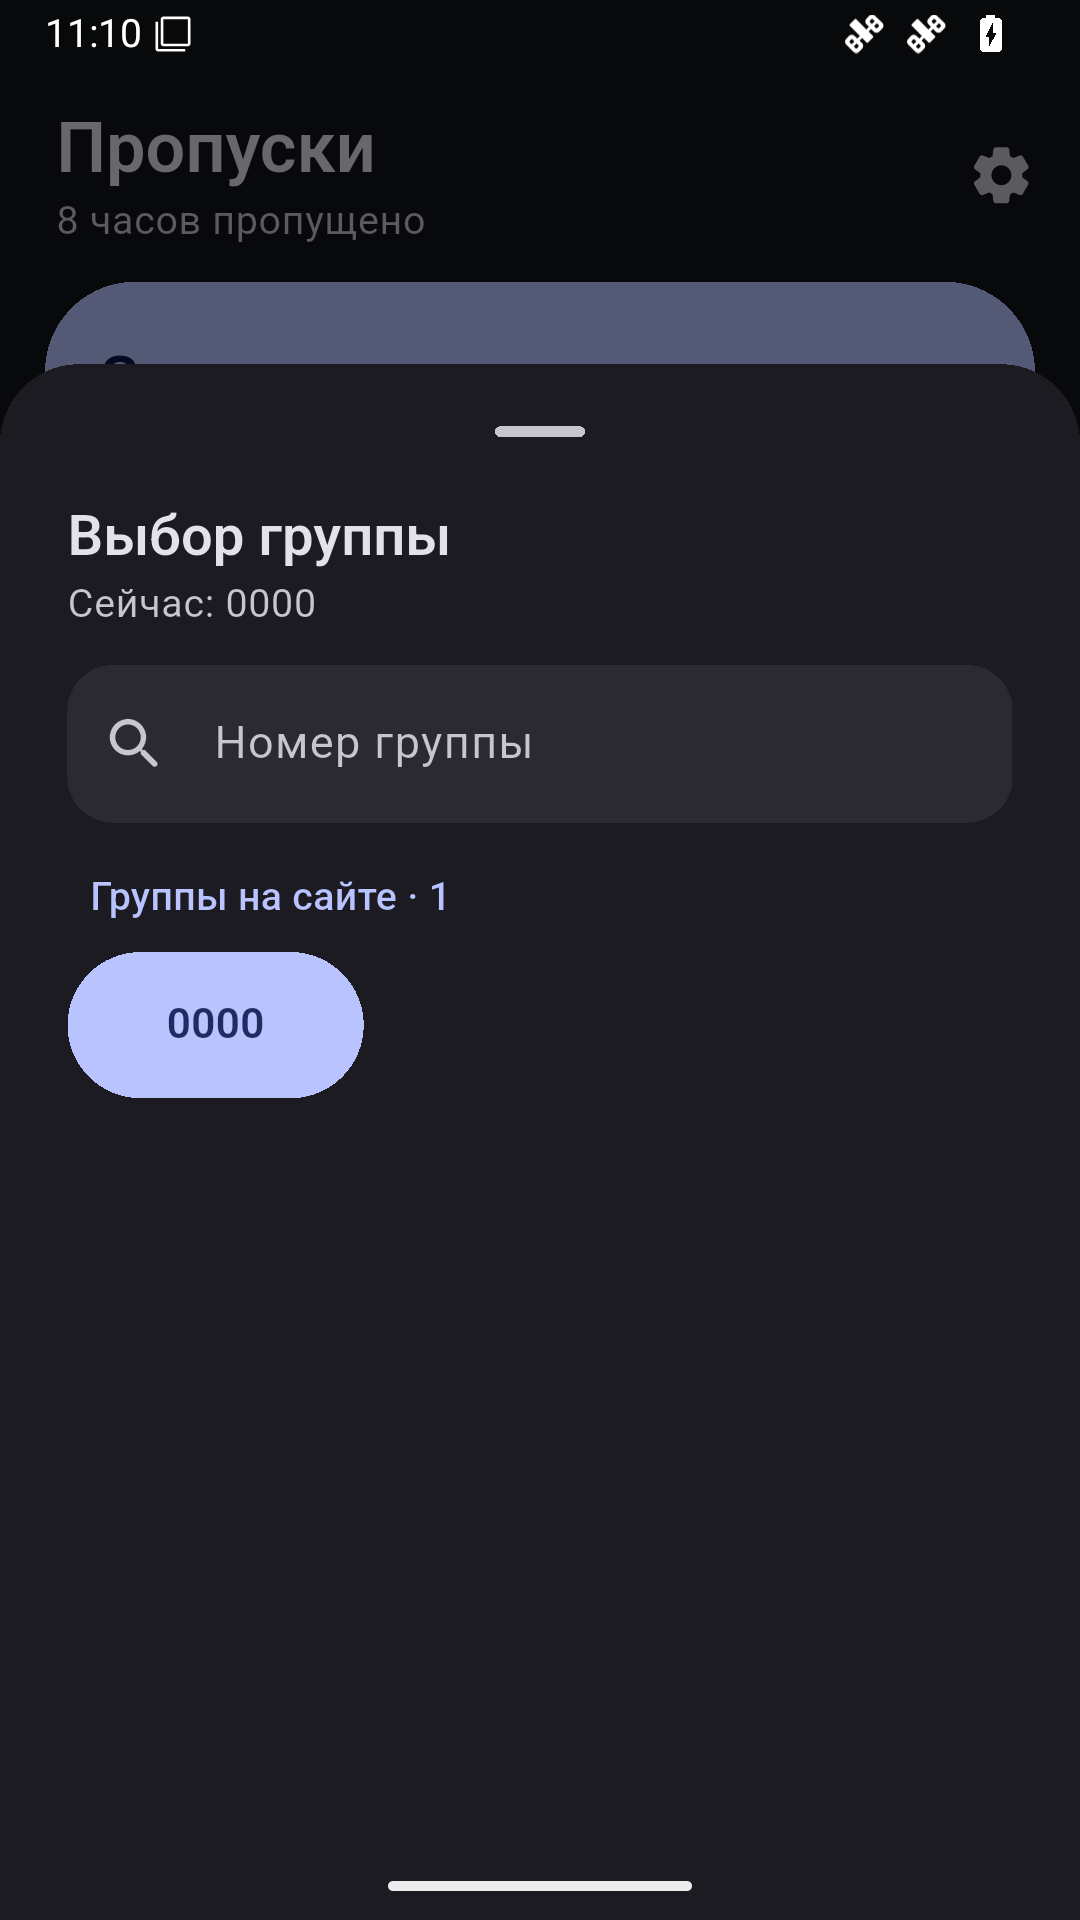 11:10
Пропуски
8 часов пропущено
Выбор группы
Сейчас: 0000
Номер группы
Группы на сайте · 1
0000